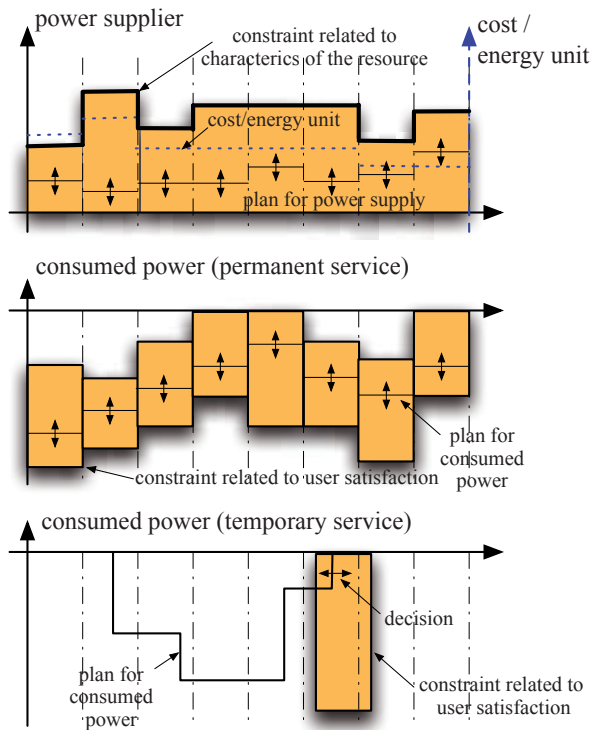 power supplier
cost /
energy unit
constraint related to
characterics of the resource
cost/energy unit
plan for power supply
consumed power (permanent service)
plan for
consumed
power
constraint related to user satisfaction
consumed power (temporary service)
decision
plan for
consumed
power
constraint related to
user satisfaction